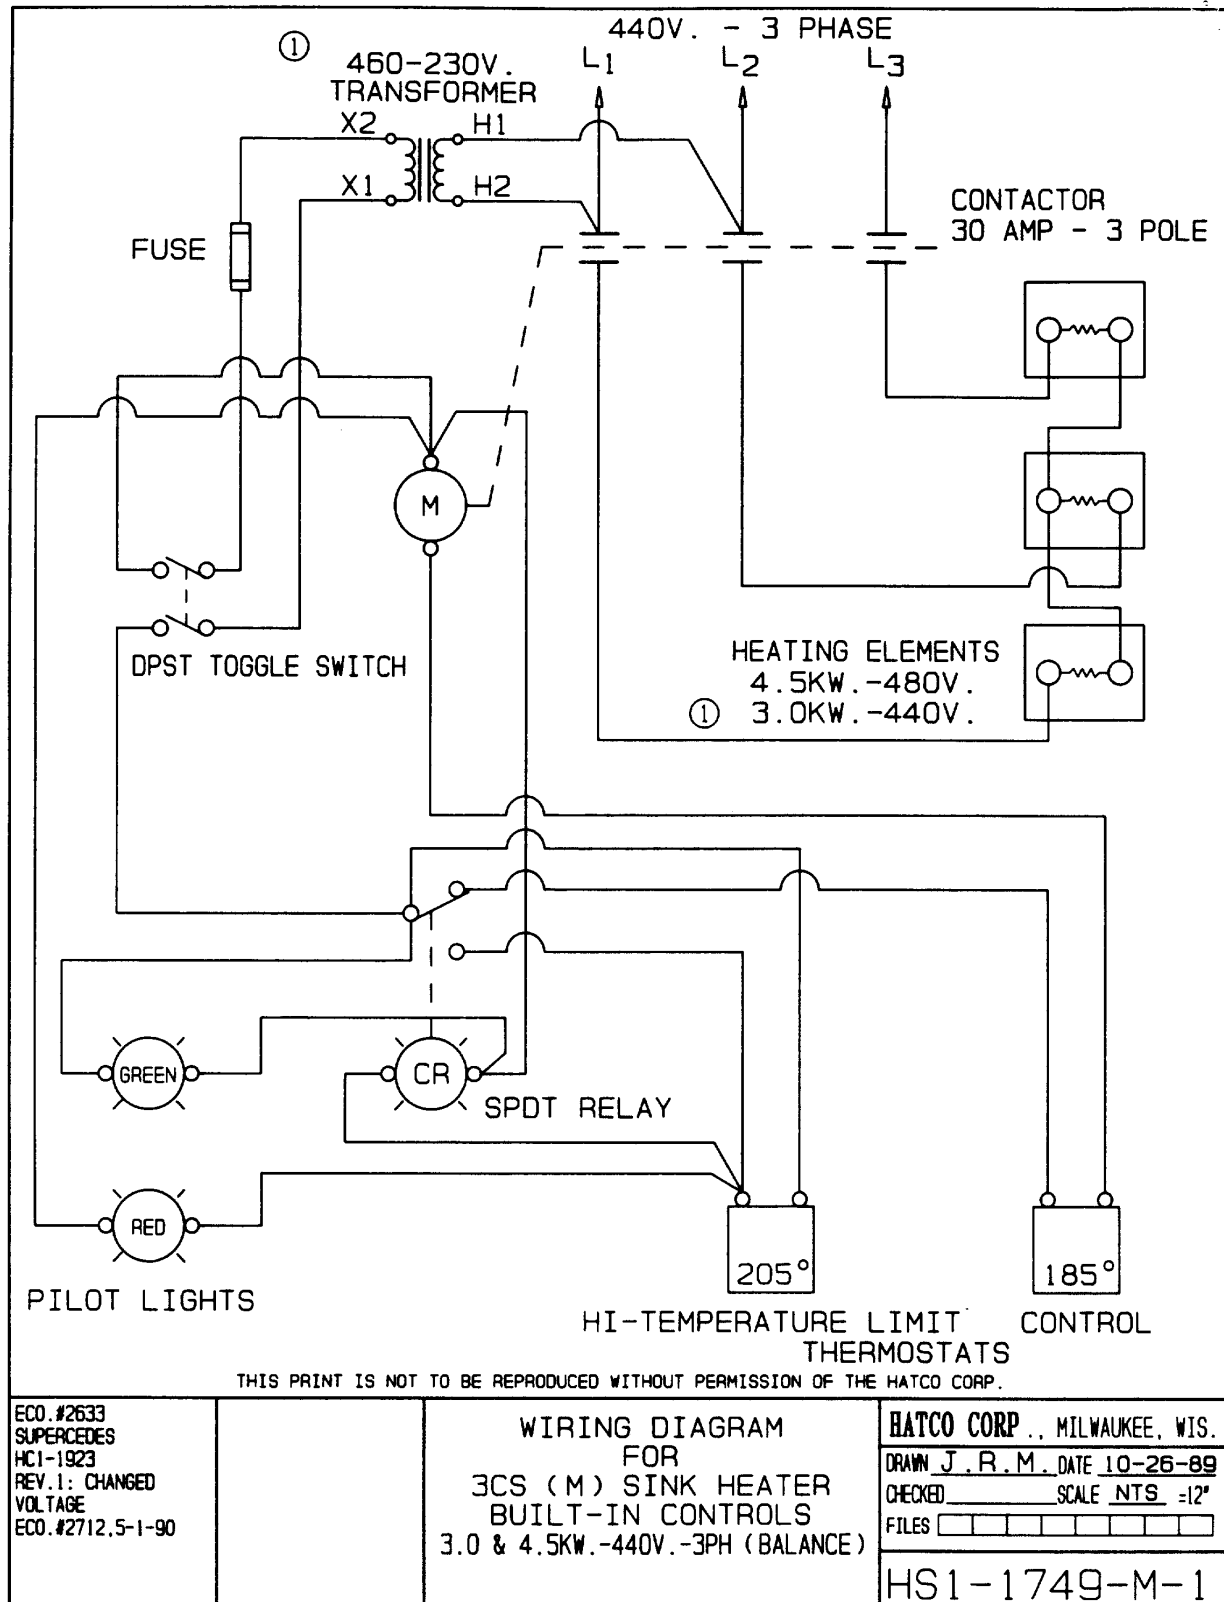 440V. - 3 PHASE
①
460-230V.
TRANSFORMER
L1
L2
L3
X2
H1
X1
H2
CONTACTOR
30 AMP - 3 POLE
FUSE
M
DPST TOGGLE SWITCH
HEATING ELEMENTS
4.5KW.-480V.
① 3.0KW.-440V.
GREEN
CR
SPDT RELAY
RED
205°
185°
PILOT LIGHTS
HI-TEMPERATURE LIMIT
CONTROL
THERMOSTATS
THIS PRINT IS NOT TO BE REPRODUCED WITHOUT PERMISSION OF THE HATCO CORP.
ECO.#2633
SUPERCEDES
HC1-1923
REV.1: CHANGED
VOLTAGE
ECO.#2712,5-1-90
WIRING DIAGRAM
FOR
3CS (M) SINK HEATER
BUILT-IN CONTROLS
3.0 & 4.5KW.-440V.-3PH (BALANCE)
HATCO CORP., MILWAUKEE, WIS.
DRAWN J.R.M. DATE 10-26-89
CHECKED SCALE NTS =12"
FILES
HS1-1749-M-1